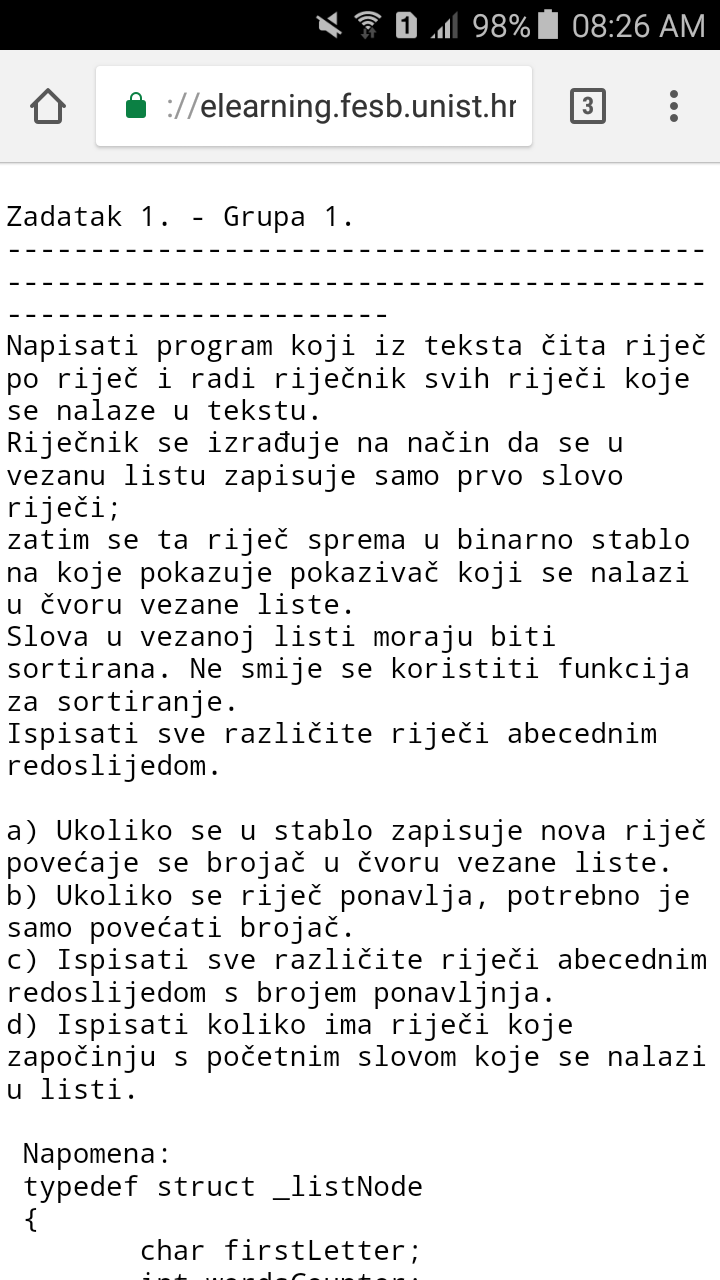 98% 08:26 AM
://elearning.fesb.unist.hr
3
Zadatak 1. - Grupa 1.
------------------------------------------
------------------------------------------
-----------------------
Napisati program koji iz teksta čita riječ
po riječ i radi riječnik svih riječi koje
se nalaze u tekstu.
Riječnik se izrađuje na način da se u
vezanu listu zapisuje samo prvo slovo
riječi;
zatim se ta riječ sprema u binarno stablo
na koje pokazuje pokazivač koji se nalazi
u čvoru vezane liste.
Slova u vezanoj listi moraju biti
sortirana. Ne smije se koristiti funkcija
za sortiranje.
Ispisati sve različite riječi abecednim
redoslijedom.
a) Ukoliko se u stablo zapisuje nova riječ
povećaje se brojač u čvoru vezane liste.
b) Ukoliko se riječ ponavlja, potrebno je
samo povećati brojač.
c) Ispisati sve različite riječi abecednim
redoslijedom s brojem ponavljnja.
d) Ispisati koliko ima riječi koje
započinju s početnim slovom koje se nalazi
u listi.
Napomena:
typedef struct _listNode
{
char firstLetter;
int wordsCounter;